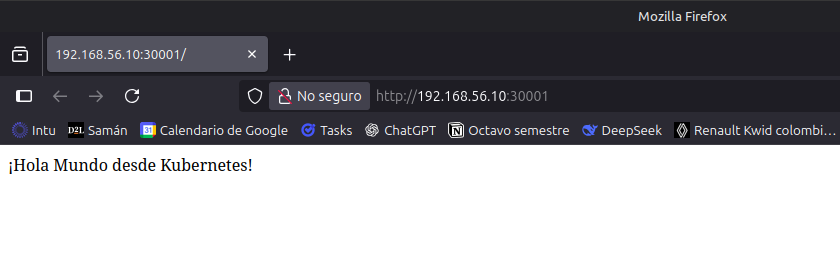 Mozilla Firefox
192.168.56.10:30001/
No seguro http://192.168.56.10:30001
Intu D2L Samán 31 Calendario de Google Tasks ChatGPT Octavo semestre DeepSeek Renault Kwid colombi…
¡Hola Mundo desde Kubernetes!